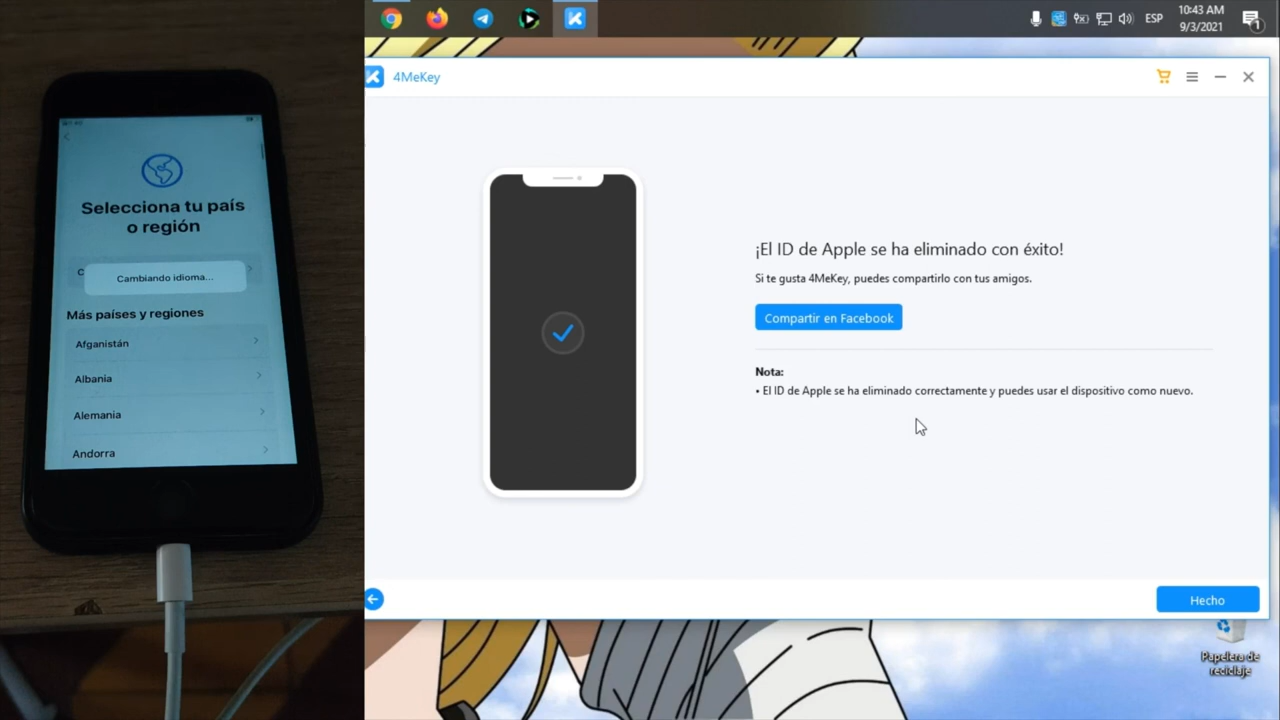 Selecciona tu país
o región
Cambiando idioma...
Más países y regiones
Afganistán
Albania
Alemania
Andorra
ESP
10:43 AM
9/3/2021
1
4MeKey
¡El ID de Apple se ha eliminado con éxito!
Si te gusta 4MeKey, puedes compartirlo con tus amigos.
Compartir en Facebook
Nota:
• El ID de Apple se ha eliminado correctamente y puedes usar el dispositivo como nuevo.
Hecho
Papelera de
reciclaje